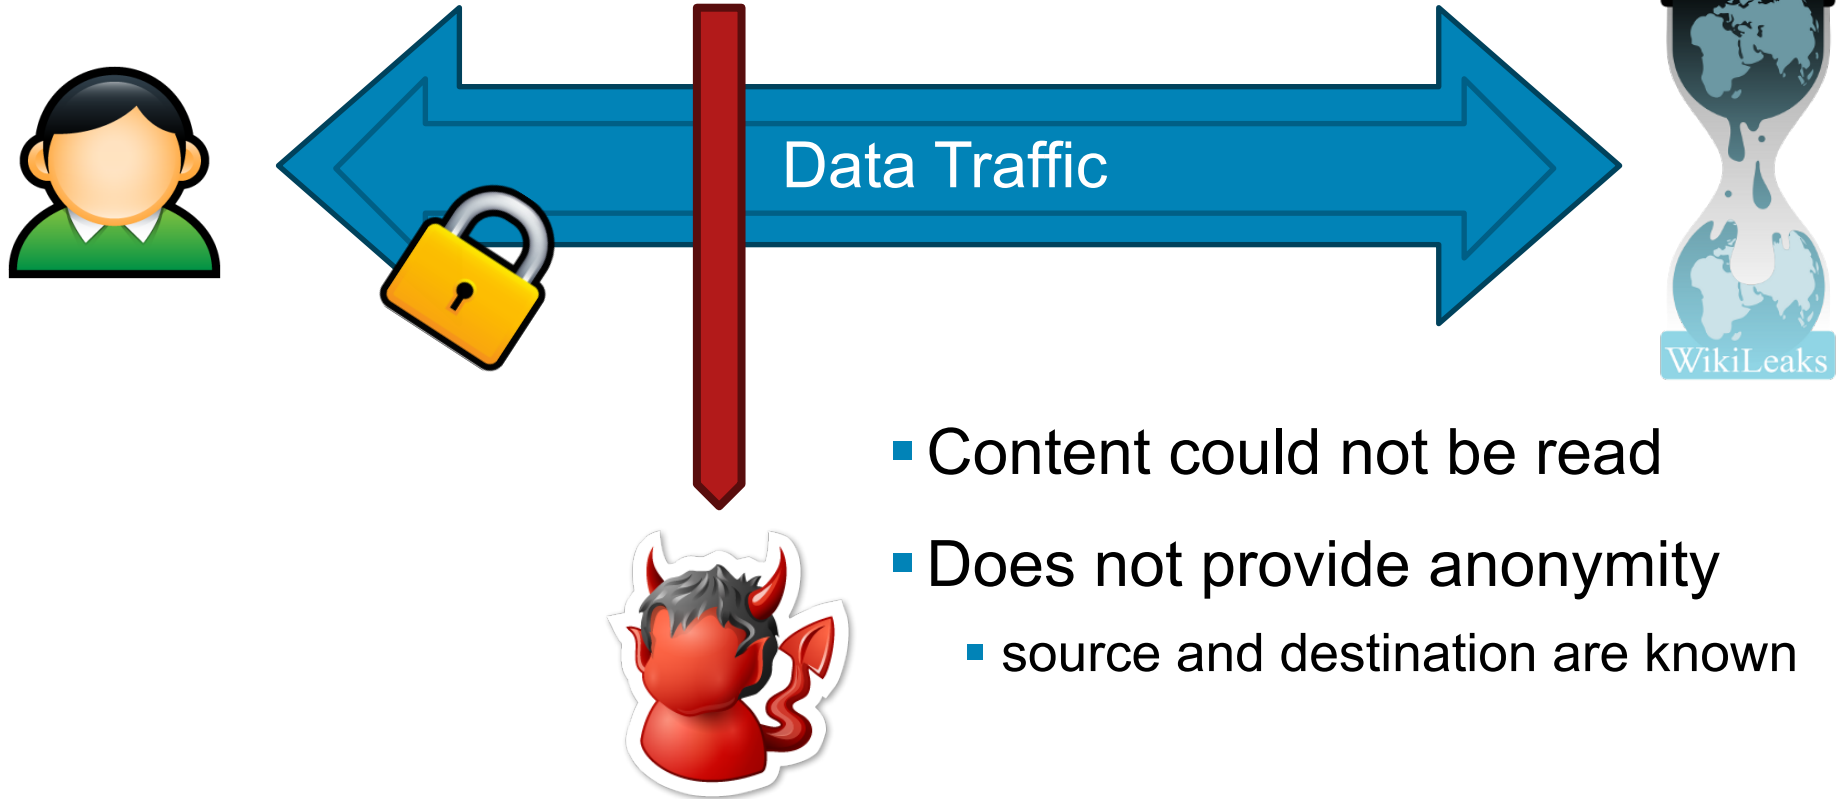 Data Traffic
WikiLeaks
Content could not be read
Does not provide anonymity
source and destination are known